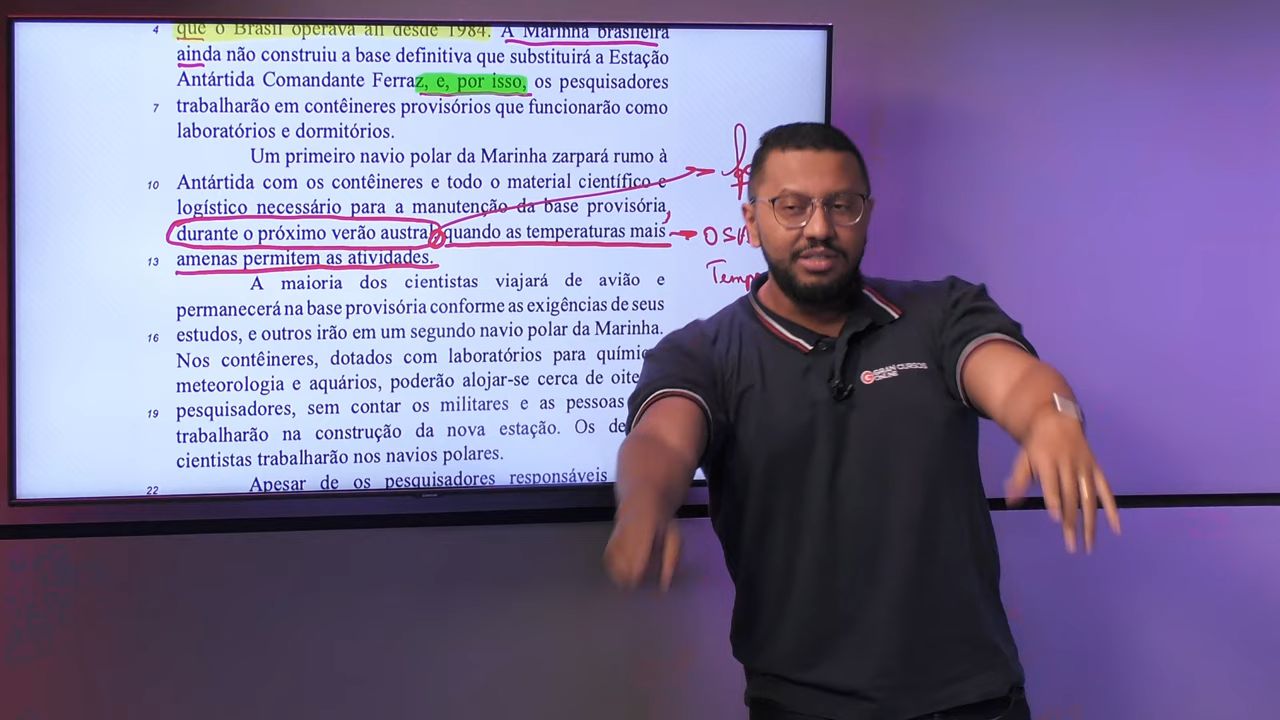 4 que o Brasil operava ali desde 1984. A Marinha brasileira
ainda não construiu a base definitiva que substituirá a Estação
Antártida Comandante Ferraz, e, por isso, os pesquisadores
7 trabalharão em contêineres provisórios que funcionarão como
laboratórios e dormitórios.
Um primeiro navio polar da Marinha zarpará rumo à
10 Antártida com os contêineres e todo o material científico e
logístico necessário para a manutenção da base provisória,
durante o próximo verão austral, quando as temperaturas mais
13 amenas permitem as atividades.
A maioria dos cientistas viajará de avião e
permanecerá na base provisória conforme as exigências de seus
16 estudos, e outros irão em um segundo navio polar da Marinha.
Nos contêineres, dotados com laboratórios para
meteorologia e aquários, poderão alojar-se cerca de
19 pesquisadores, sem contar os militares e as pessoas
trabalharão na construção da nova estação. Os
cientistas trabalharão nos navios polares.
22 Apesar de os pesquisadores responsáveis
GRAN CURSOS
ONLINE